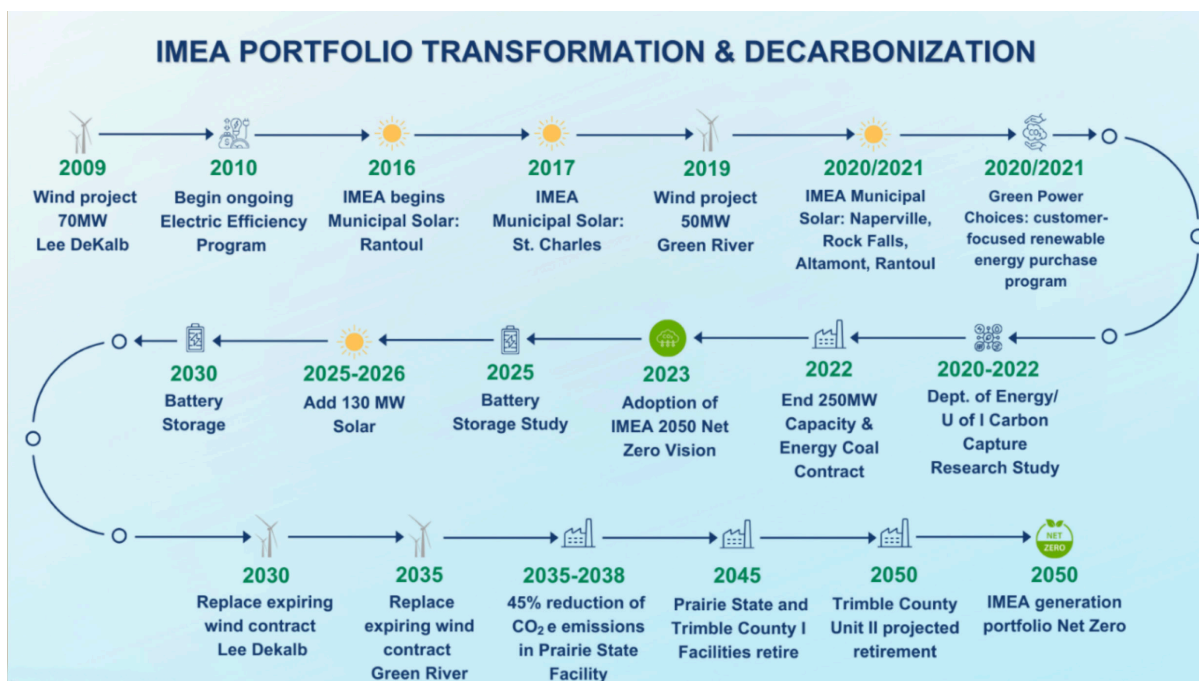 IMEA PORTFOLIO TRANSFORMATION & DECARBONIZATION
2009
Wind project
70MW
Lee DeKalb
2010
Begin ongoing
Electric Efficiency
Program
2016
IMEA begins
Municipal Solar:
Rantoul
2017
IMEA
Municipal Solar:
St. Charles
2019
Wind project
50MW
Green River
2020/2021
IMEA Municipal
Solar: Naperville,
Rock Falls,
Altamont, Rantoul
2020/2021
Green Power
Choices: customer-
focused renewable
energy purchase
program
2020-2022
Dept. of Energy/
U of I Carbon
Capture
Research Study
2022
End 250MW
Capacity &
Energy Coal
Contract
2023
Adoption of
IMEA 2050 Net
Zero Vision
2025
Battery
Storage Study
2025-2026
Add 130 MW
Solar
2030
Battery
Storage
2030
Replace expiring
wind contract
Lee Dekalb
2035
Replace
expiring wind
contract
Green River
2035-2038
45% reduction of
CO₂ e emissions
in Prairie State
Facility
2045
Prairie State and
Trimble County I
Facilities retire
2050
Trimble County
Unit II projected
retirement
NET
ZERO
2050
IMEA generation
portfolio Net Zero